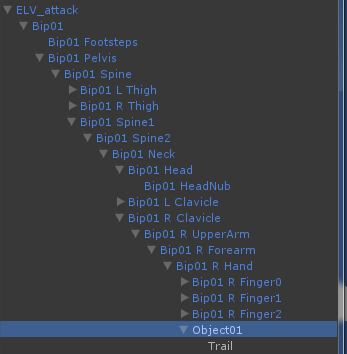 ELV_attack
Bip01
Bip01 Footsteps
Bip01 Pelvis
Bip01 Spine
Bip01 L Thigh
Bip01 R Thigh
Bip01 Spine1
Bip01 Spine2
Bip01 Neck
Bip01 Head
Bip01 HeadNub
Bip01 L Clavicle
Bip01 R Clavicle
Bip01 R UpperArm
Bip01 R Forearm
Bip01 R Hand
Bip01 R Finger0
Bip01 R Finger1
Bip01 R Finger2
Object01
Trail